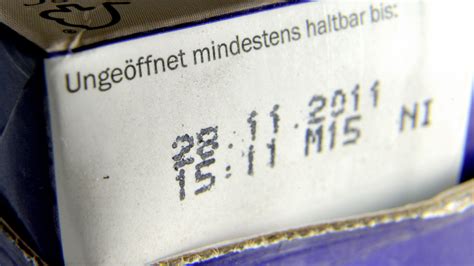 Ungeöffnet mindestens haltbar bis:
28.11.2011
15:11 M15 NI